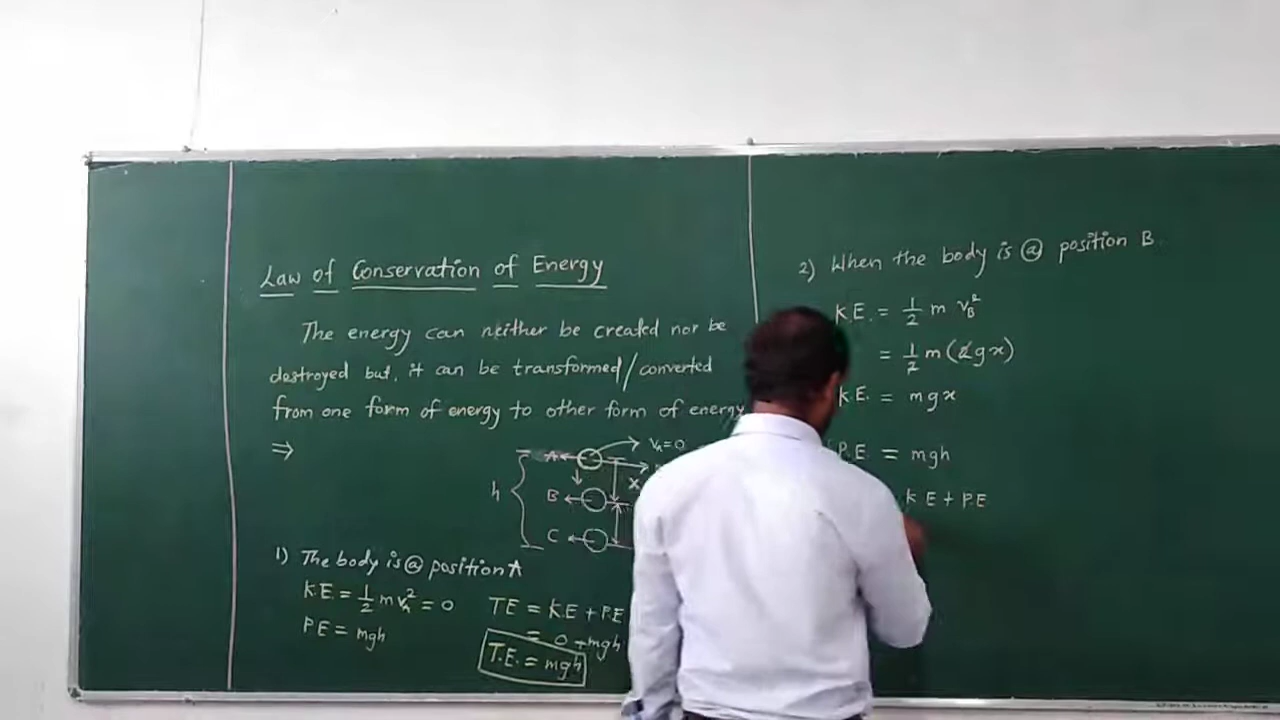 Law of Conservation of Energy
The energy can neither be created nor be
destroyed but, it can be transformed/converted
from one form of energy to other form of energy
⇒
A
V_A=0
h
x
B
C
1) The body is @ position A
K.E. = 1/2 m v_A² = 0
PE = mgh
TE = K.E + P.E
= 0 + mgh
T.E. = mgh
2) When the body is @ position B.
K.E. = 1/2 m v_B²
= 1/2 m (2gx)
K.E. = mgx
P.E. = mgh
K.E + P.E